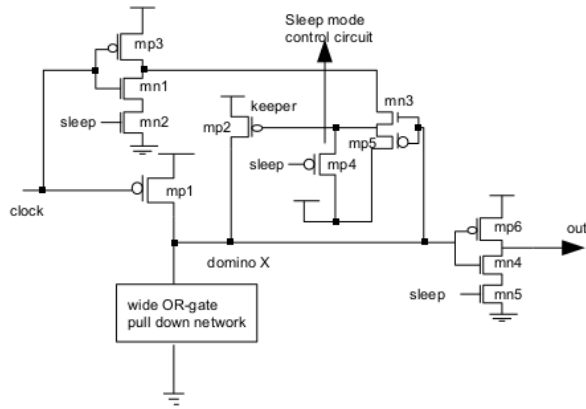 Sleep mode
control circuit
mp3
mn1
keeper
mn3
sleep
mn2
mp2
mp5
sleep
mp4
mp1
clock
mp6
out
domino X
mn4
wide OR-gate
pull down network
sleep
mn5